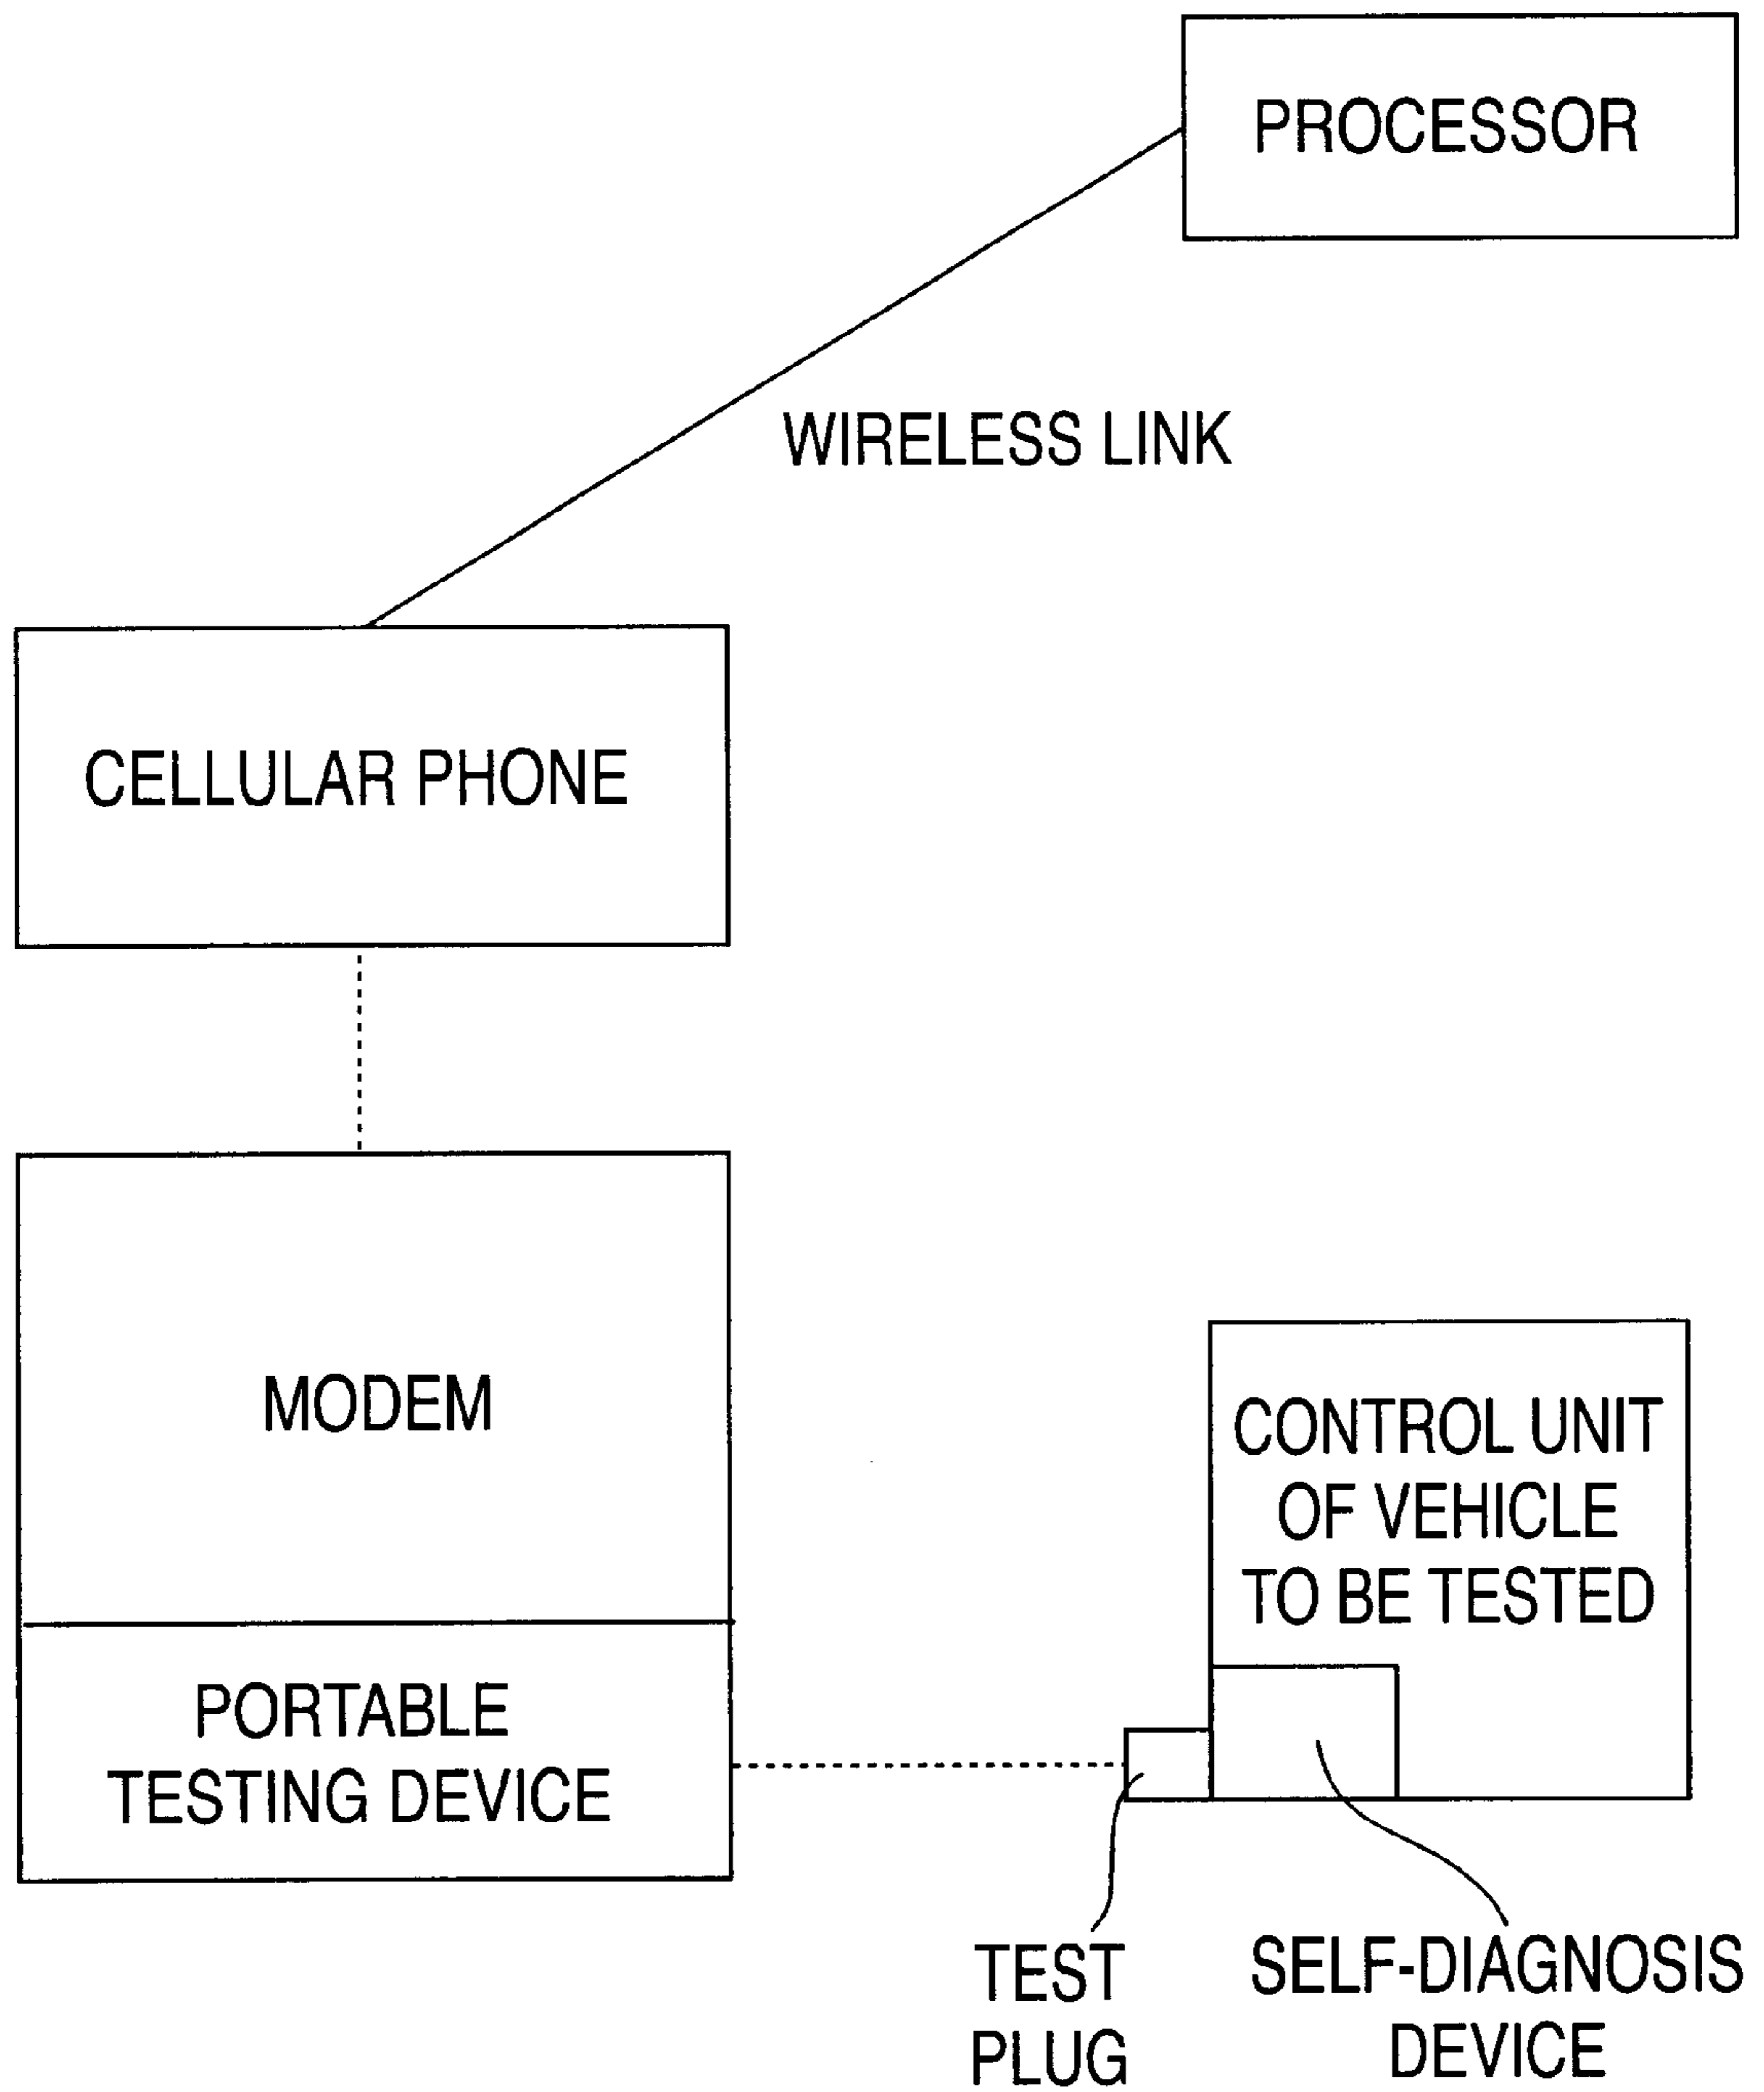 PROCESSOR
WIRELESS LINK
CELLULAR PHONE
MODEM
CONTROL UNIT
OF VEHICLE
TO BE TESTED
PORTABLE
TESTING DEVICE
TEST
PLUG
SELF-DIAGNOSIS
DEVICE